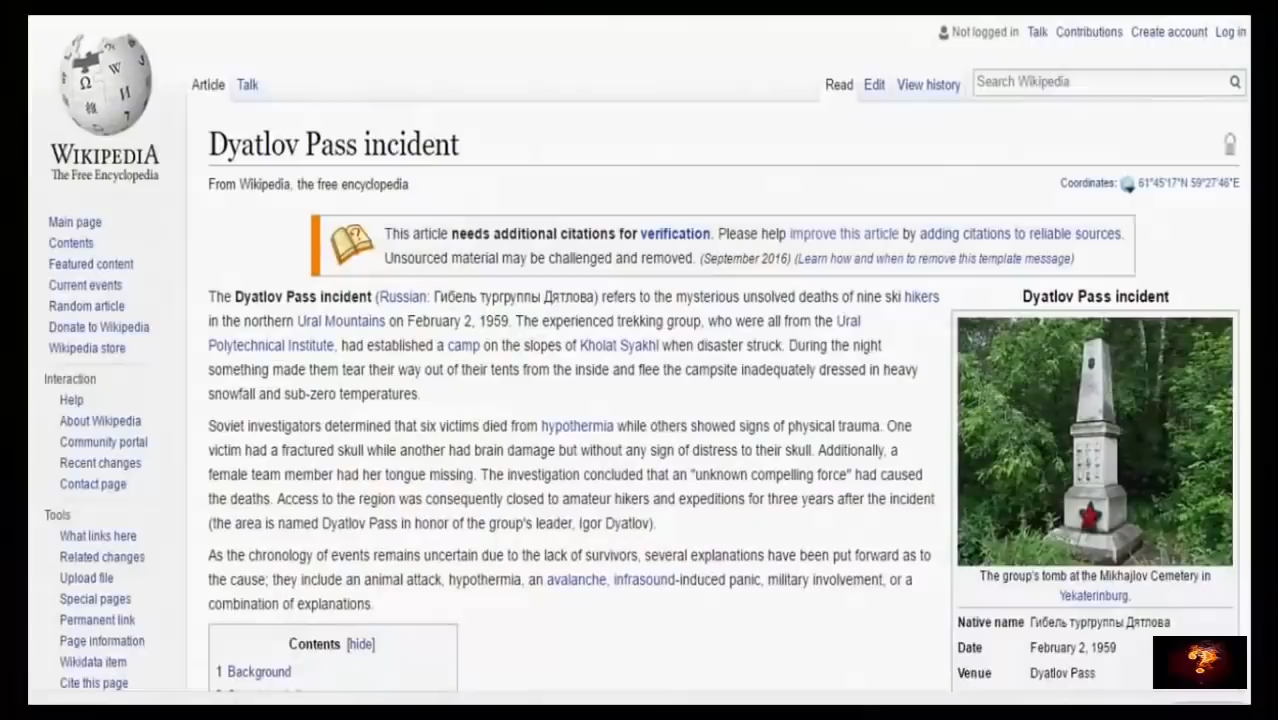 Not logged in Talk Contributions Create account Log in
Article Talk
Read Edit View history Search Wikipedia
WIKIPEDIA
The Free Encyclopedia
Main page
Contents
Featured content
Current events
Random article
Donate to Wikipedia
Wikipedia store
Interaction
Help
About Wikipedia
Community portal
Recent changes
Contact page
Tools
What links here
Related changes
Upload file
Special pages
Permanent link
Page information
Wikidata item
Cite this page
Dyatlov Pass incident
From Wikipedia, the free encyclopedia
Coordinates: 61°45'17"N 59°27'46"E
This article needs additional citations for verification. Please help improve this article by adding citations to reliable sources.
Unsourced material may be challenged and removed. (September 2016) (Learn how and when to remove this template message)
The Dyatlov Pass incident (Russian: Гибель тургруппы Дятлова) refers to the mysterious unsolved deaths of nine ski hikers
in the northern Ural Mountains on February 2, 1959. The experienced trekking group, who were all from the Ural
Polytechnical Institute, had established a camp on the slopes of Kholat Syakhl when disaster struck. During the night
something made them tear their way out of their tents from the inside and flee the campsite inadequately dressed in heavy
snowfall and sub-zero temperatures.
Soviet investigators determined that six victims died from hypothermia while others showed signs of physical trauma. One
victim had a fractured skull while another had brain damage but without any sign of distress to their skull. Additionally, a
female team member had her tongue missing. The investigation concluded that an "unknown compelling force" had caused
the deaths. Access to the region was consequently closed to amateur hikers and expeditions for three years after the incident
(the area is named Dyatlov Pass in honor of the group's leader, Igor Dyatlov).
As the chronology of events remains uncertain due to the lack of survivors, several explanations have been put forward as to
the cause; they include an animal attack, hypothermia, an avalanche, infrasound-induced panic, military involvement, or a
combination of explanations.
Contents [hide]
1 Background
Dyatlov Pass incident
The group's tomb at the Mikhajlov Cemetery in
Yekaterinburg.
Native name Гибель тургруппы Дятлова
Date February 2, 1959
Venue Dyatlov Pass